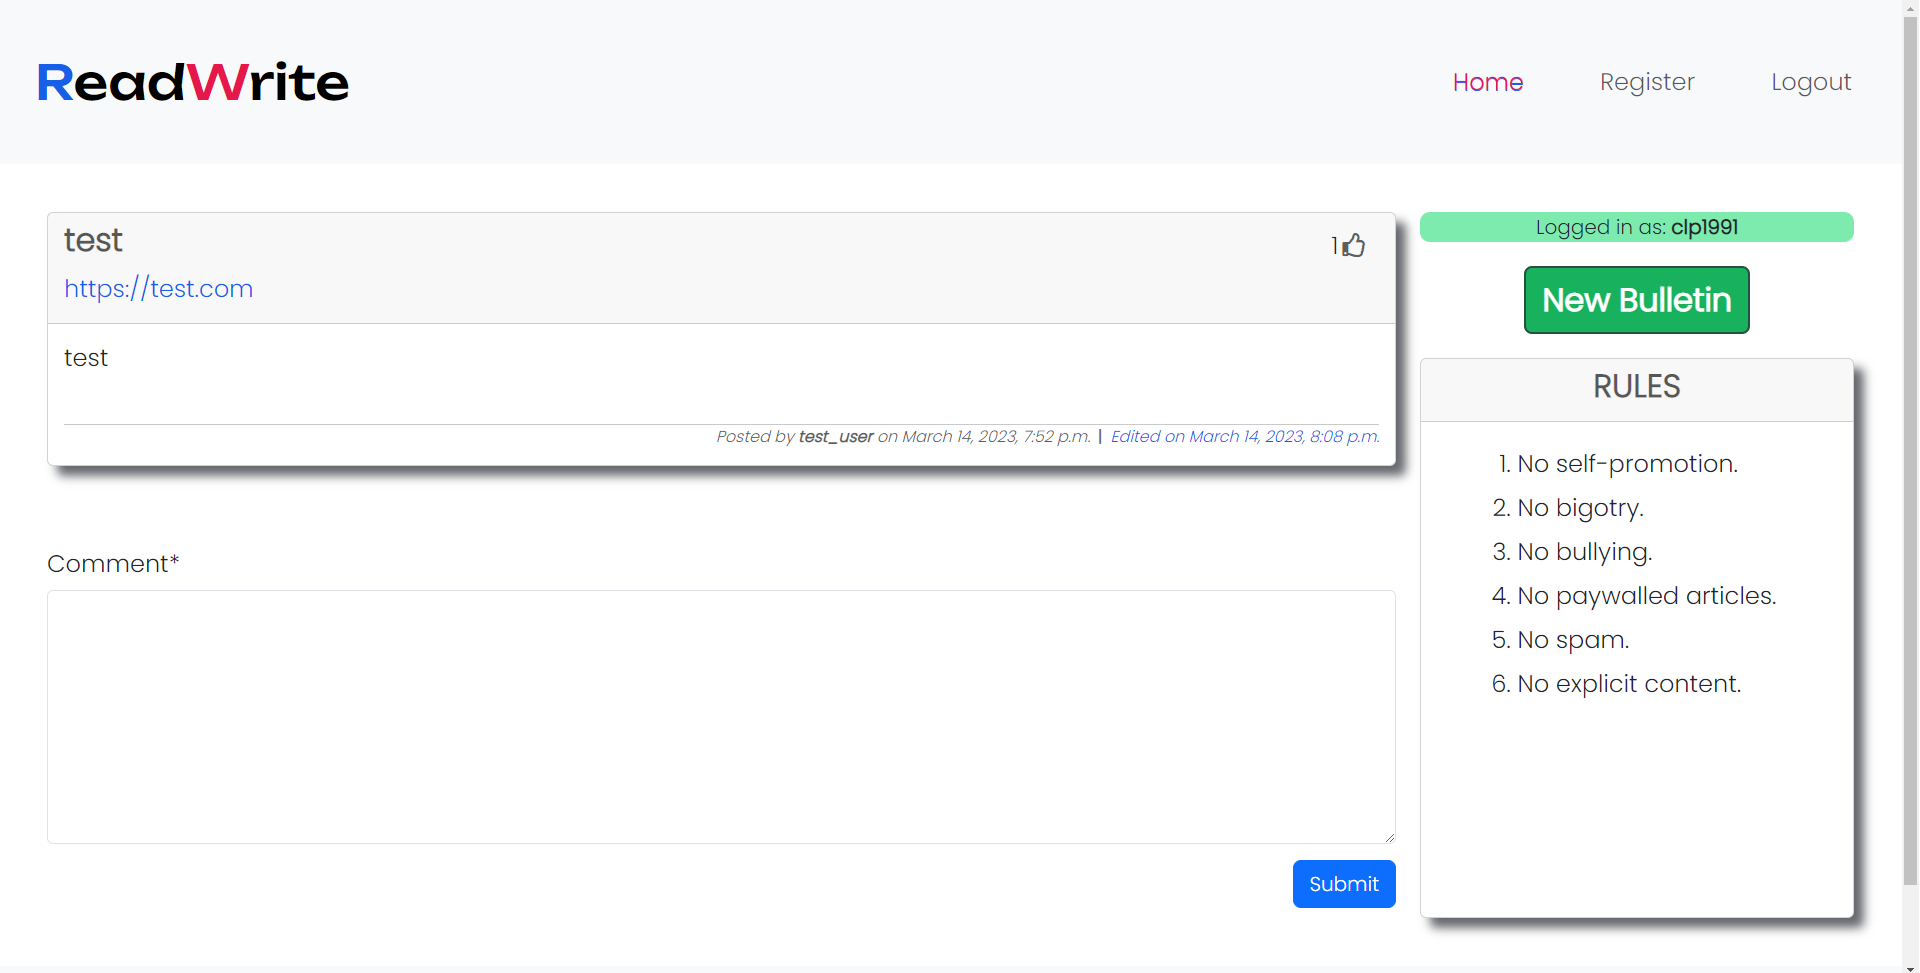 ReadWrite
Home Register Logout
test
1
https://test.com
test
Posted by test_user on March 14, 2023, 7:52 p.m. | Edited on March 14, 2023, 8:08 p.m.
Comment*
Submit
Logged in as: clp1991
New Bulletin
RULES
1. No self-promotion.
2. No bigotry.
3. No bullying.
4. No paywalled articles.
5. No spam.
6. No explicit content.